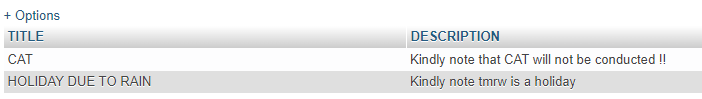 + Options
TITLE DESCRIPTION
CAT Kindly note that CAT will not be conducted !!
HOLIDAY DUE TO RAIN Kindly note tmrw is a holiday